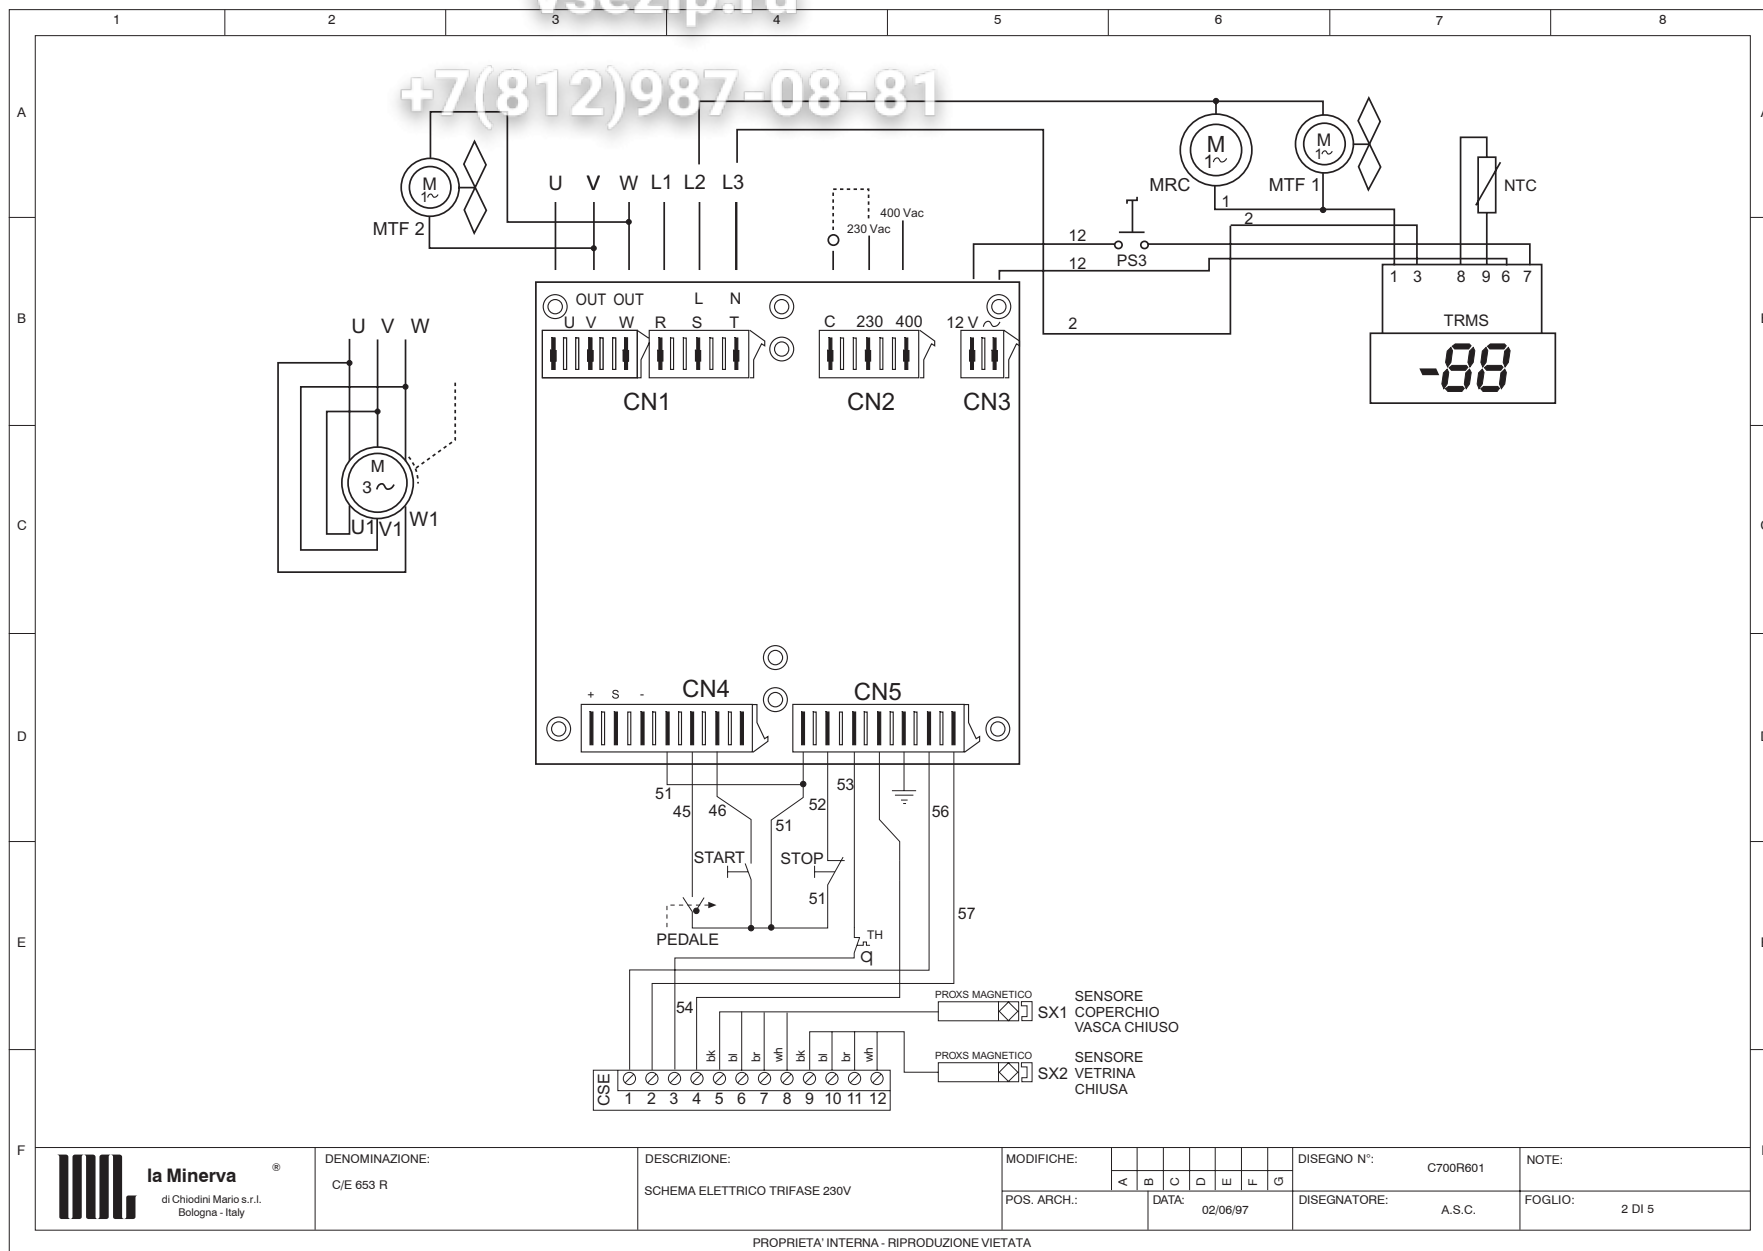 vsezip.ru
1 2 3 4 5 6 7 8
+7(812)987-08-81
A
M
1~
MTF 2
U V W L1 L2 L3
400 Vac
230 Vac
M
1~
MRC
M
1~
MTF 1
NTC
1
2
12
12
PS3
2
1 3 8 9 6 7
TRMS
-88
B
OUT OUT L N
U V W R S T
C 230 400
12 V ~
CN1 CN2 CN3
U V W
M
3 ~
U1 V1 W1
C
D
+ S -
CN4 CN5
51
45
46
51
52
53
56
START
STOP
51
57
PEDALE
TH
q
E
54
PROXS MAGNETICO
SX1
SENSORE
COPERCHIO
VASCA CHIUSO
PROXS MAGNETICO
SX2
SENSORE
VETRINA
CHIUSA
bk bl br wh bk bl br wh
CSE
1 2 3 4 5 6 7 8 9 10 11 12
F
la Minerva ®
di Chiodini Mario s.r.l.
Bologna - Italy
DENOMINAZIONE:
C/E 653 R
DESCRIZIONE:
SCHEMA ELETTRICO TRIFASE 230V
MODIFICHE:
A B C D E F G
POS. ARCH.:
DATA:
02/06/97
DISEGNO N°:
C700R601
DISEGNATORE:
A.S.C.
NOTE:
FOGLIO:
2 DI 5
PROPRIETA' INTERNA - RIPRODUZIONE VIETATA